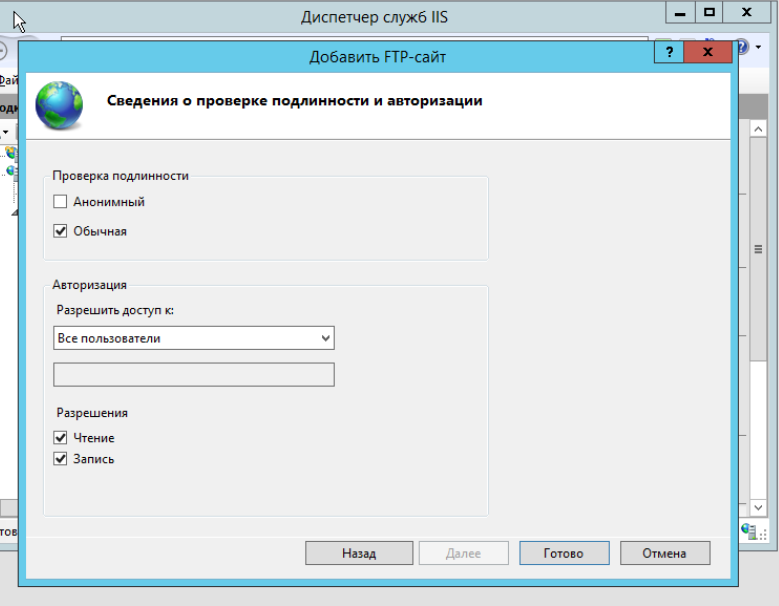 Диспетчер служб IIS
Добавить FTP-сайт
?
x
Сведения о проверке подлинности и авторизации
Проверка подлинности
Анонимный
Обычная
Авторизация
Разрешить доступ к:
Все пользователи
Разрешения
Чтение
Запись
Назад
Далее
Готово
Отмена